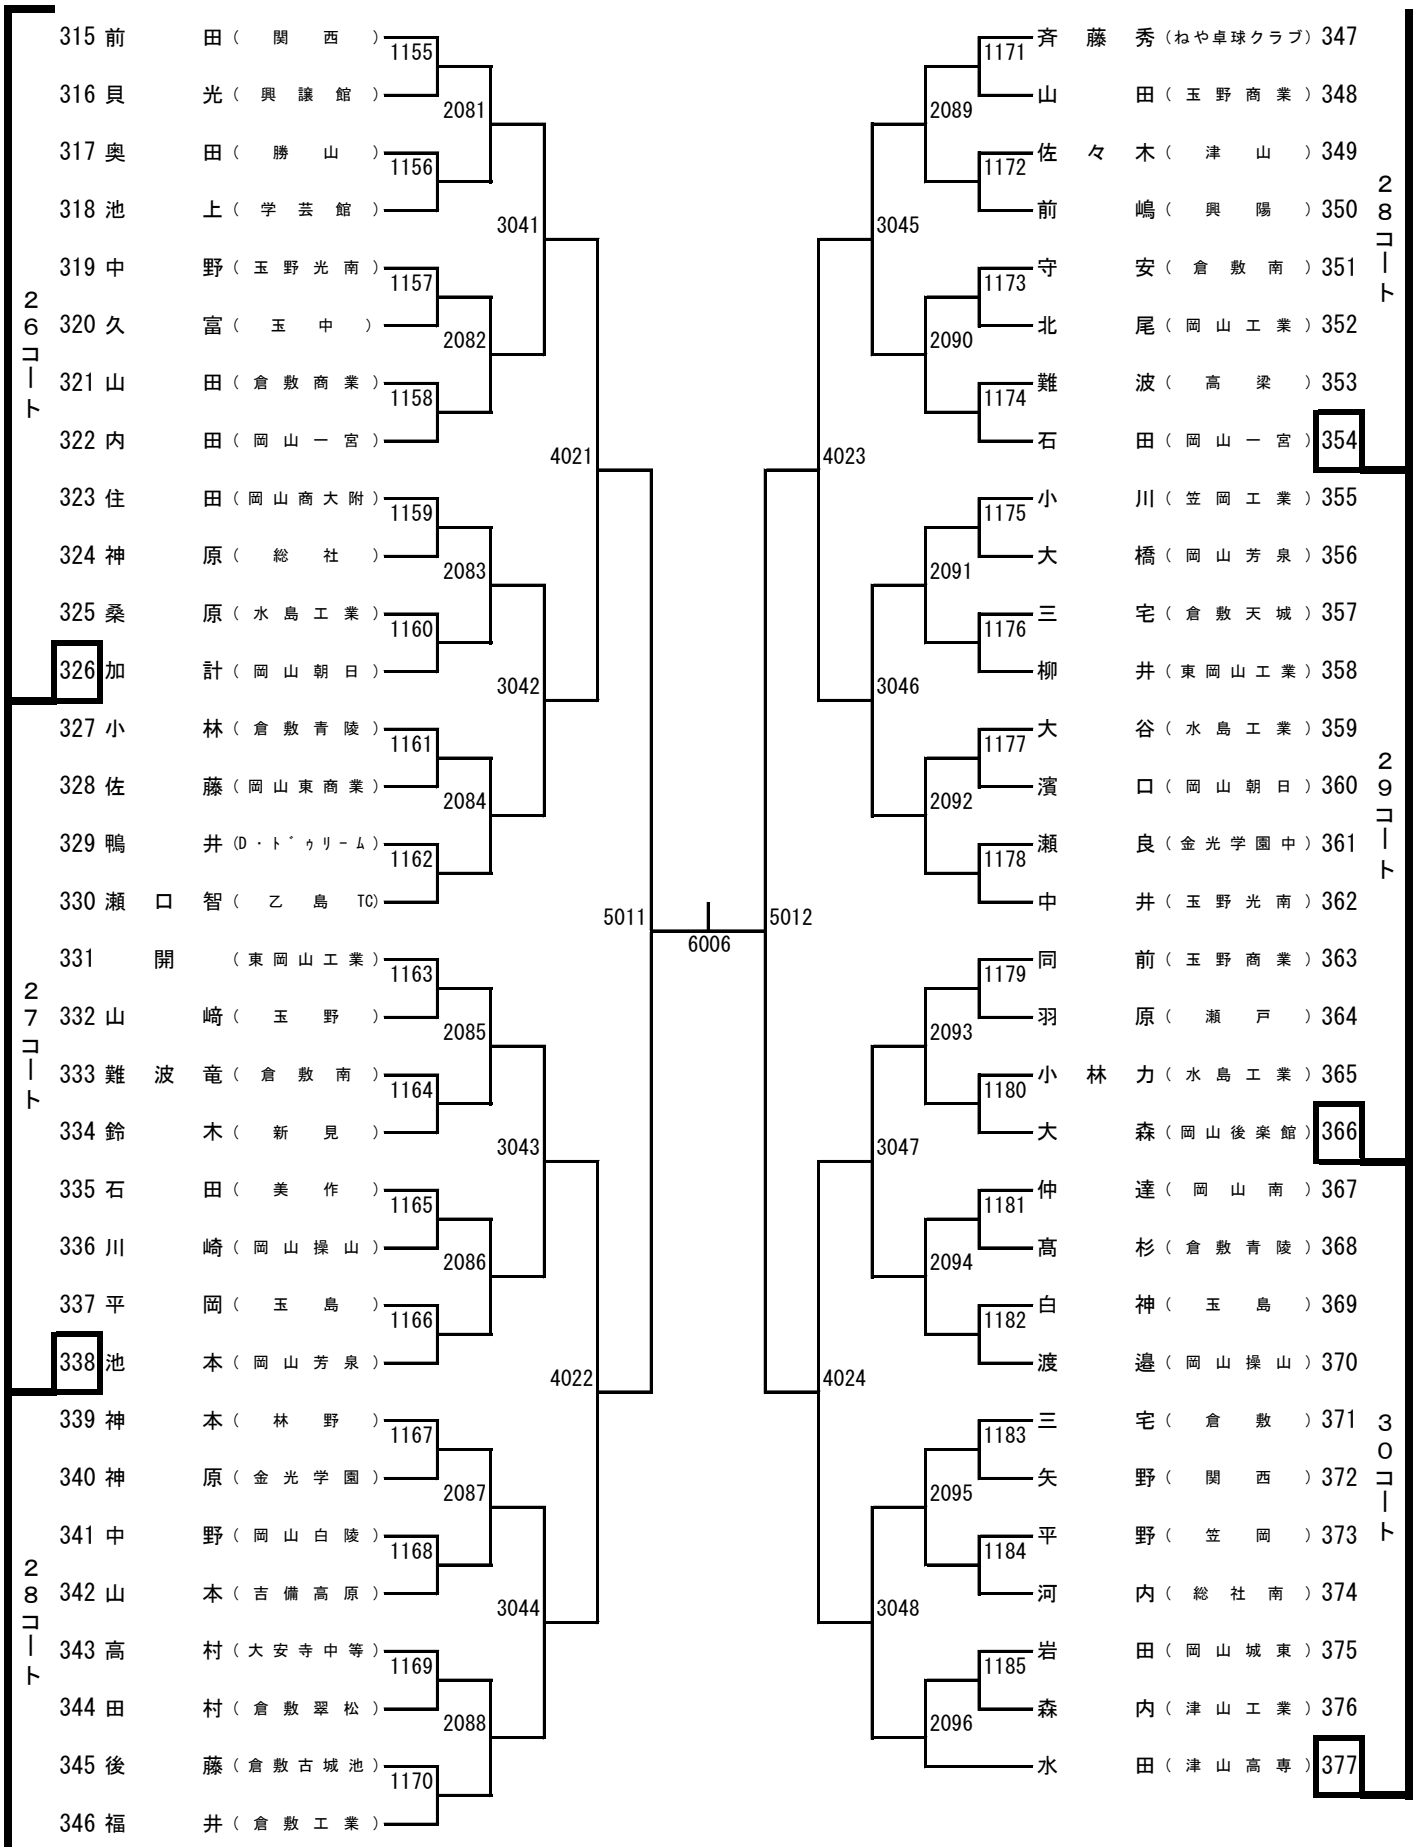 315 前田 (関西)
1155
316 貝光 (興譲館)
2081
317 奥田 (勝山)
1156
318 池上 (学芸館)
3041
319 中野 (玉野光南)
1157
320 久富 (玉中)
2082
321 山田 (倉敷商業)
1158
322 内田 (岡山一宮)
4021
323 住田 (岡山商大附)
1159
324 神原 (総社)
2083
325 桑原 (水島工業)
1160
326 加計 (岡山朝日)
3042
327 小林 (倉敷青陵)
1161
328 佐藤 (岡山東商業)
2084
329 鴨井 (D・ドゥリーム)
1162
330 瀬口智 (乙島TC)
5011
331 開 (東岡山工業)
1163
332 山﨑 (玉野)
2085
333 難波竜 (倉敷南)
1164
334 鈴木 (新見)
3043
335 石田 (美作)
1165
336 川崎 (岡山操山)
2086
337 平岡 (玉島)
1166
338 池本 (岡山芳泉)
4022
339 神本 (林野)
1167
340 神原 (金光学園)
2087
341 中野 (岡山白陵)
1168
342 山本 (吉備高原)
3044
343 高村 (大安寺中等)
1169
344 田村 (倉敷翠松)
2088
345 後藤 (倉敷古城池)
1170
346 福井 (倉敷工業)
26コート
27コート
28コート
6006
斉藤秀 (ねや卓球クラブ) 347
1171
山田 (玉野商業) 348
2089
佐々木 (津山) 349
1172
前嶋 (興陽) 350
3045
守安 (倉敷南) 351
1173
北尾 (岡山工業) 352
2090
難波 (高梁) 353
1174
石田 (岡山一宮) 354
4023
小川 (笠岡工業) 355
1175
大橋 (岡山芳泉) 356
2091
三宅 (倉敷天城) 357
1176
柳井 (東岡山工業) 358
3046
大谷 (水島工業) 359
1177
濱口 (岡山朝日) 360
2092
瀬良 (金光学園中) 361
1178
中井 (玉野光南) 362
5012
同前 (玉野商業) 363
1179
羽原 (瀬戸) 364
2093
小林力 (水島工業) 365
1180
大森 (岡山後楽館) 366
3047
仲達 (岡山南) 367
1181
髙杉 (倉敷青陵) 368
2094
白神 (玉島) 369
1182
渡邉 (岡山操山) 370
4024
三宅 (倉敷) 371
1183
矢野 (関西) 372
2095
平野 (笠岡) 373
1184
河内 (総社南) 374
3048
岩田 (岡山城東) 375
1185
森内 (津山工業) 376
2096
水田 (津山高専) 377
28コート
29コート
30コート